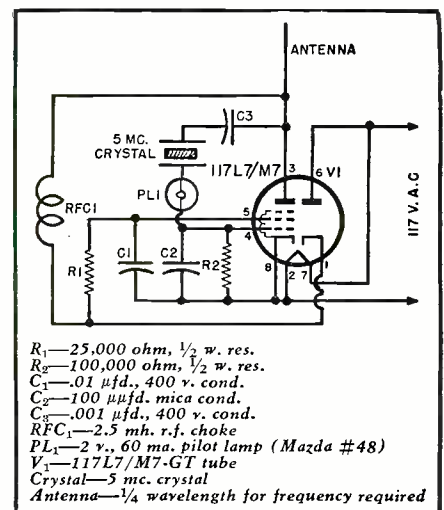 ANTENNA
C3
5 MC.
CRYSTAL
117L7/M7
3
6 V1
PL1
RFC1
117 V. A.C
5
4
C1
C2
R2
R1
8
2 7
1
R1—25,000 ohm, 1/2 w. res.
R2—100,000 ohm, 1/2 w. res.
C1—.01 µfd., 400 v. cond.
C2—100 µµfd. mica cond.
C3—.001 µfd., 400 v. cond.
RFC1—2.5 mh. r.f. choke
PL1—2 v., 60 ma. pilot lamp (Mazda #48)
V1—117L7/M7-GT tube
Crystal—5 mc. crystal
Antenna—1/4 wavelength for frequency required